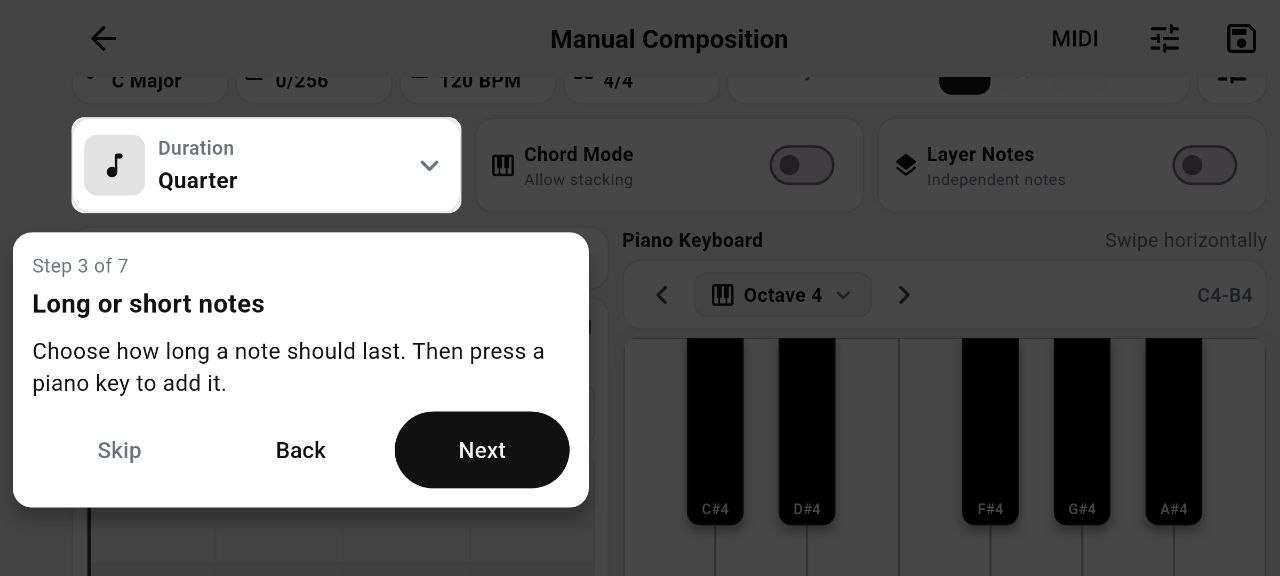 Manual Composition
MIDI
C Major
0/256
120 BPM
4/4
Duration
Quarter
Chord Mode
Allow stacking
Layer Notes
Independent notes
Step 3 of 7
Long or short notes
Choose how long a note should last. Then press a
piano key to add it.
Skip
Back
Next
Piano Keyboard
Swipe horizontally
Octave 4
C4-B4
C#4
D#4
F#4
G#4
A#4